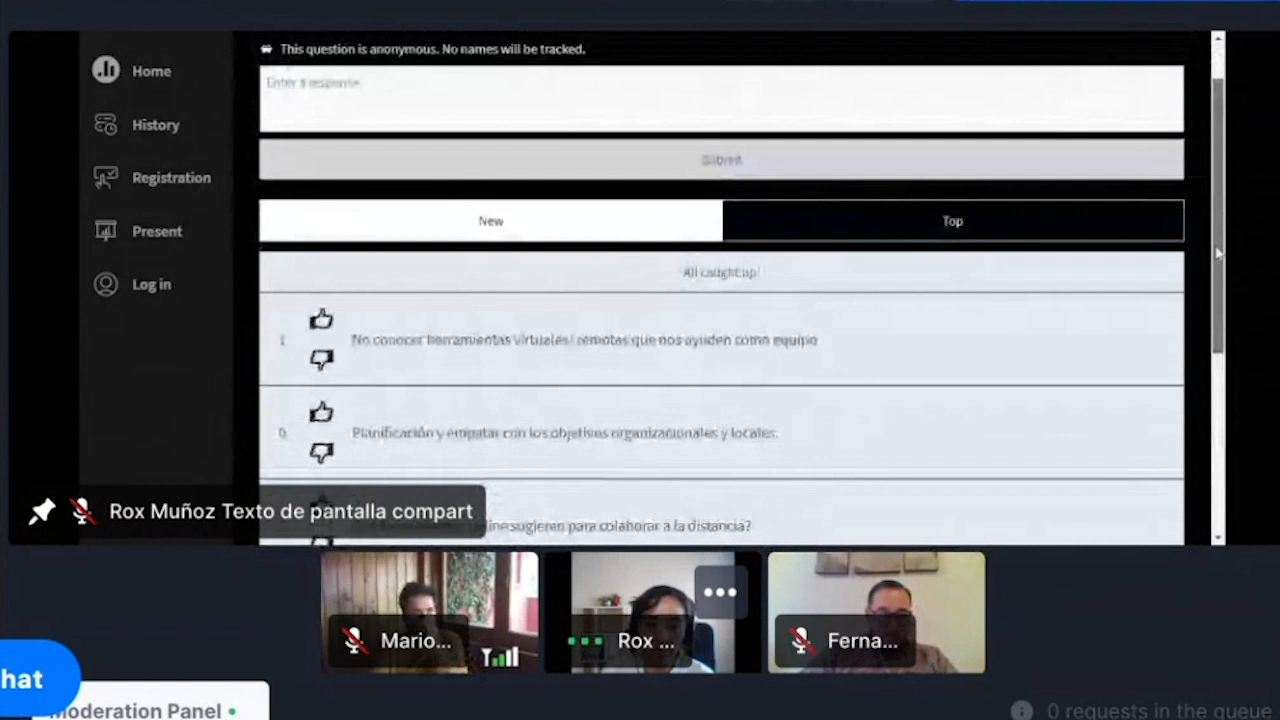 This question is anonymous. No names will be tracked.
Home
Enter a response
History
Submit
Registration
New
Top
Present
All caught up!
Log in
1
No conocer herramientas virtuales/ remotas que nos ayuden como equipo
0
Planificación y empatar con los objetivos organizacionales y locales.
Rox Muñoz Texto de pantalla compart
sugieren para colaborar a la distancia?
Mario...
Rox ...
Ferna...
hat
Moderation Panel
0 requests in the queue